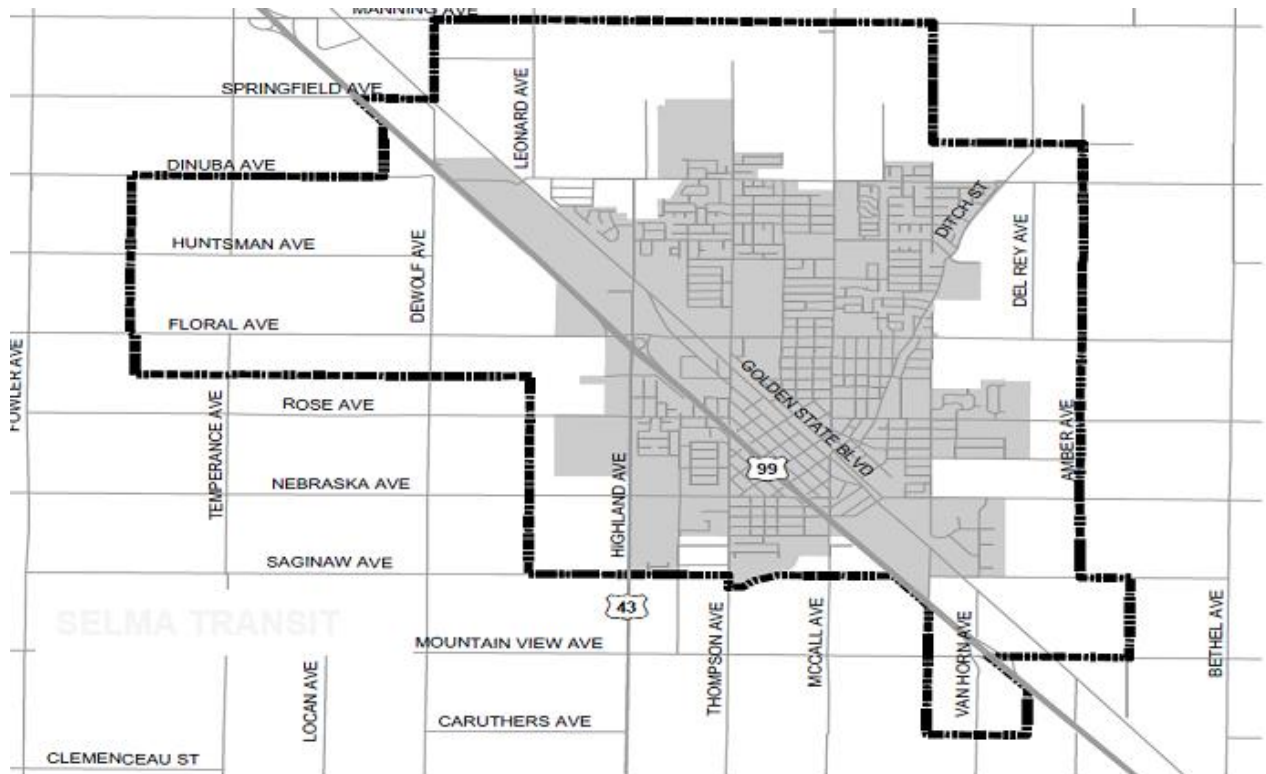 MANNING AVE
SPRINGFIELD AVE
LEONARD AVE
DINUBA AVE
DITCH ST
HUNTSMAN AVE
DEWOLF AVE
DEL REY AVE
FLORAL AVE
FOWLER AVE
GOLDEN STATE BLVD
TEMPERANCE AVE
ROSE AVE
AMBER AVE
99
NEBRASKA AVE
HIGHLAND AVE
SAGINAW AVE
43
SELMA TRANSIT
MOUNTAIN VIEW AVE
THOMPSON AVE
MCCALL AVE
VAN HORN AVE
BETHEL AVE
LOCAN AVE
CARUTHERS AVE
CLEMENCEAU ST